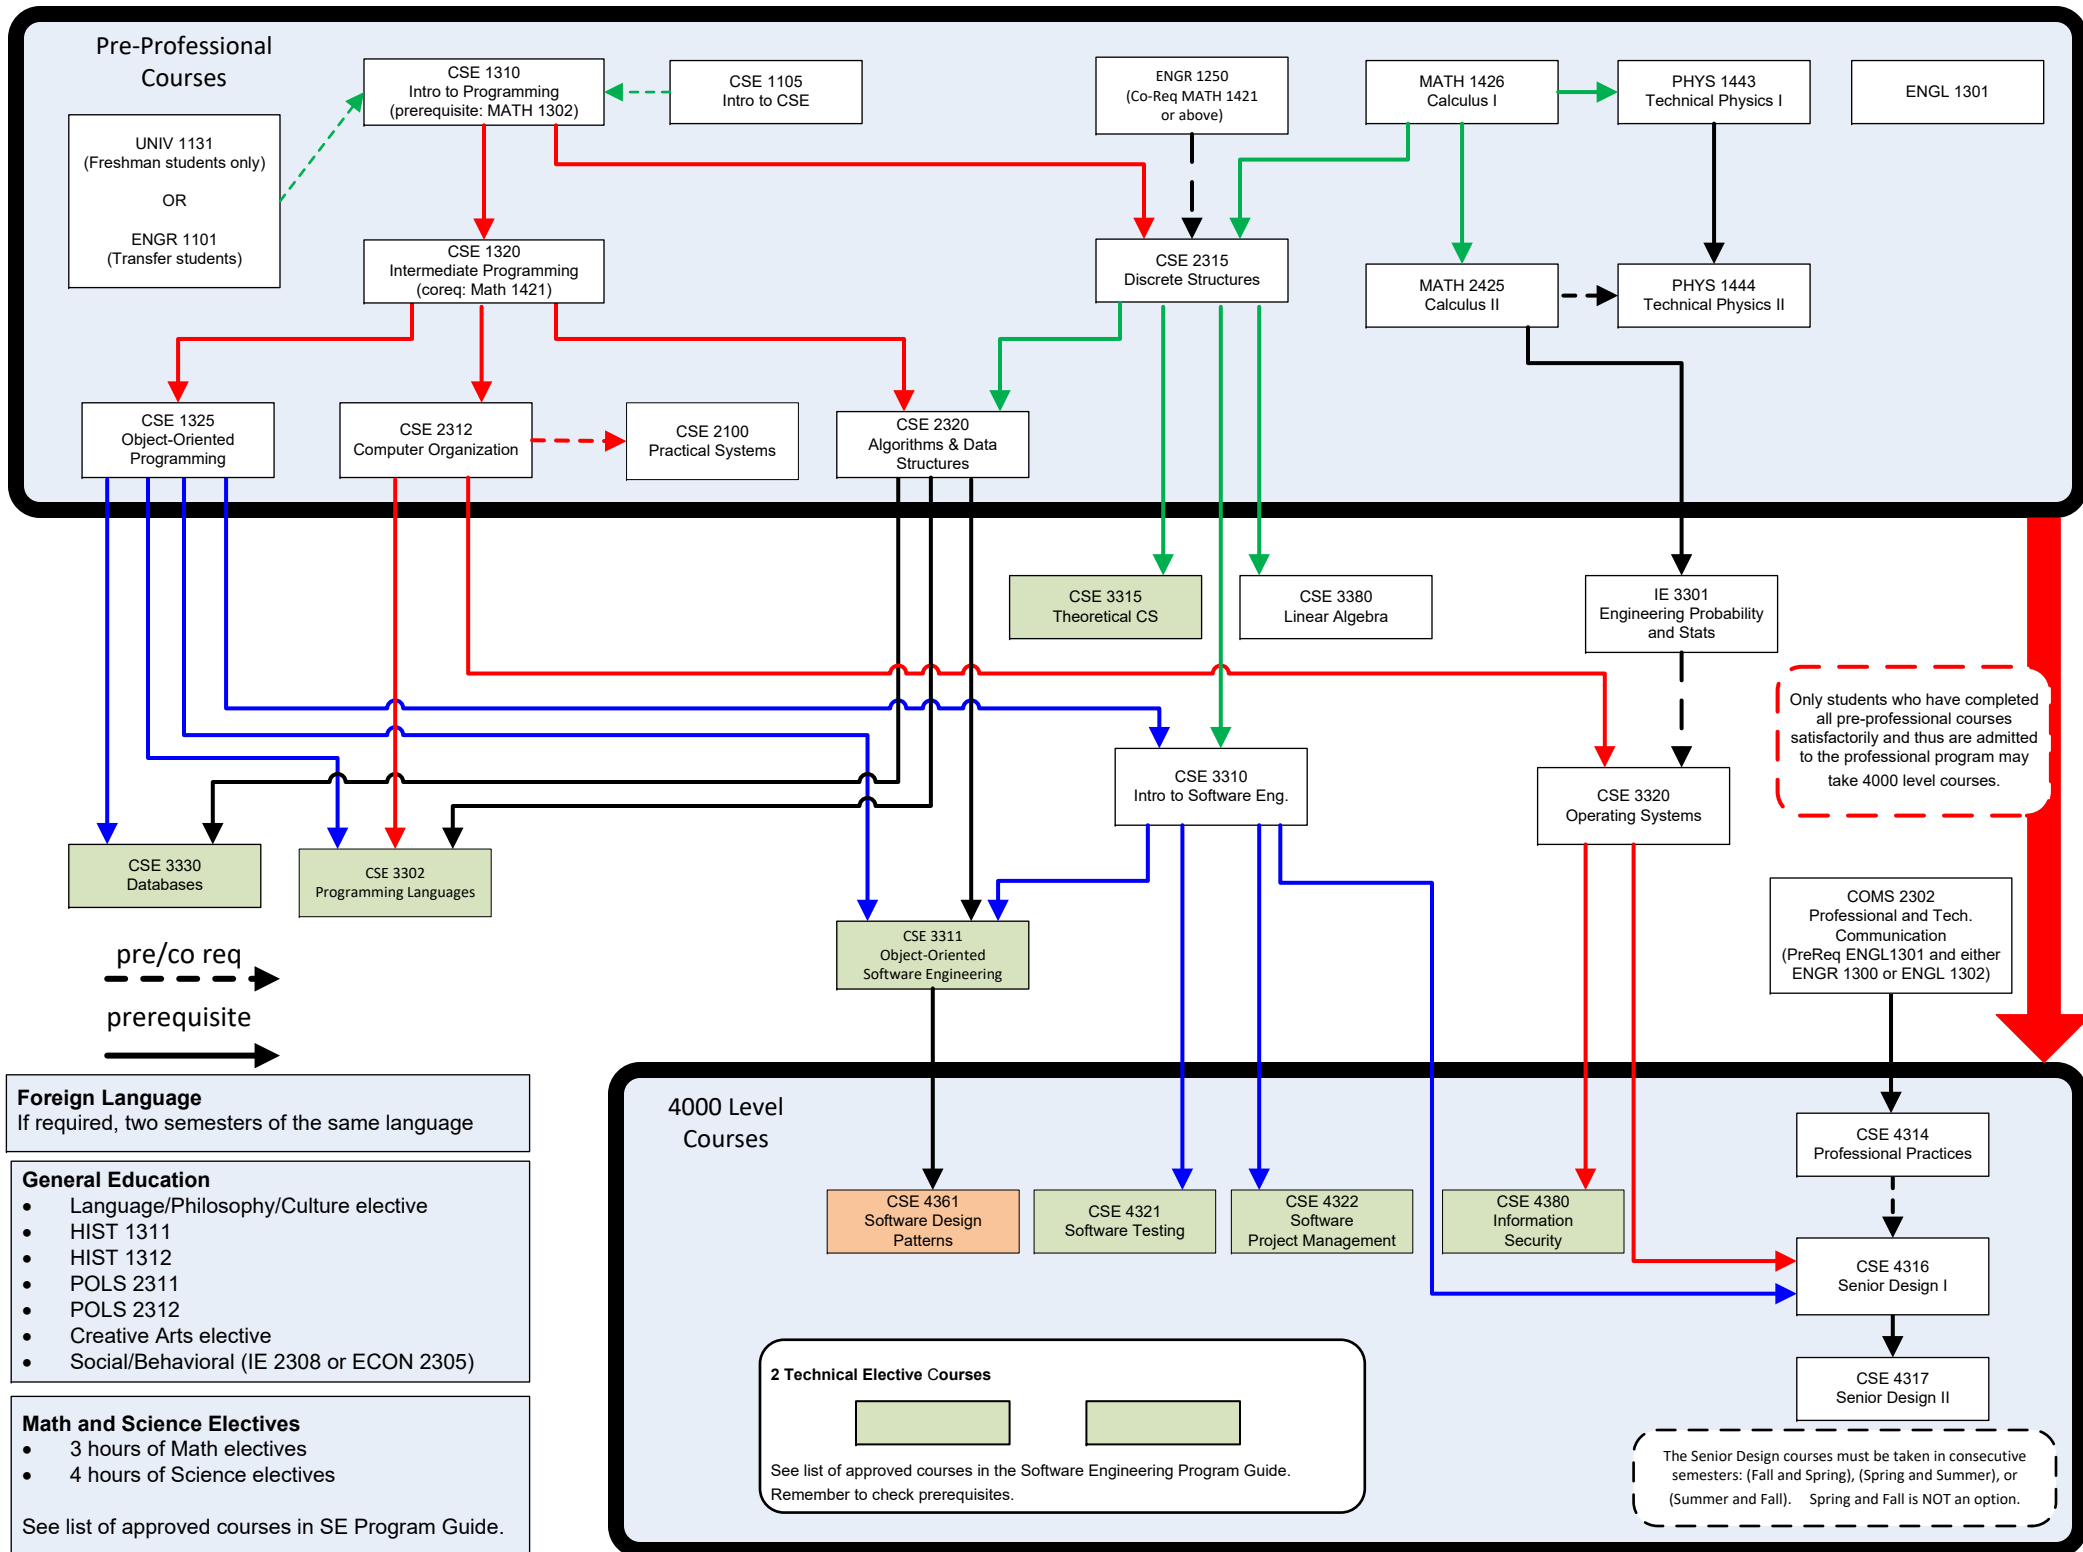 Pre-Professional
Courses
CSE 1310
Intro to Programming
(prerequisite: MATH 1302)
CSE 1105
Intro to CSE
ENGR 1250
(Co-Req MATH 1421
or above)
MATH 1426
Calculus I
PHYS 1443
Technical Physics I
ENGL 1301
UNIV 1131
(Freshman students only)
OR
ENGR 1101
(Transfer students)
CSE 1320
Intermediate Programming
(coreq: Math 1421)
CSE 2315
Discrete Structures
MATH 2425
Calculus II
PHYS 1444
Technical Physics II
CSE 1325
Object-Oriented
Programming
CSE 2312
Computer Organization
CSE 2100
Practical Systems
CSE 2320
Algorithms & Data
Structures
CSE 3315
Theoretical CS
CSE 3380
Linear Algebra
IE 3301
Engineering Probability
and Stats
Only students who have completed
all pre-professional courses
satisfactorily and thus are admitted
to the professional program may
take 4000 level courses.
CSE 3310
Intro to Software Eng.
CSE 3320
Operating Systems
CSE 3330
Databases
CSE 3302
Programming Languages
CSE 3311
Object-Oriented
Software Engineering
COMS 2302
Professional and Tech.
Communication
(PreReq ENGL1301 and either
ENGR 1300 or ENGL 1302)
pre/co req
prerequisite
Foreign Language
If required, two semesters of the same language
General Education
• Language/Philosophy/Culture elective
• HIST 1311
• HIST 1312
• POLS 2311
• POLS 2312
• Creative Arts elective
• Social/Behavioral (IE 2308 or ECON 2305)
Math and Science Electives
• 3 hours of Math electives
• 4 hours of Science electives
See list of approved courses in SE Program Guide.
4000 Level
Courses
CSE 4314
Professional Practices
CSE 4361
Software Design
Patterns
CSE 4321
Software Testing
CSE 4322
Software
Project Management
CSE 4380
Information
Security
CSE 4316
Senior Design I
CSE 4317
Senior Design II
2 Technical Elective Courses
See list of approved courses in the Software Engineering Program Guide.
Remember to check prerequisites.
The Senior Design courses must be taken in consecutive
semesters: (Fall and Spring), (Spring and Summer), or
(Summer and Fall). Spring and Fall is NOT an option.